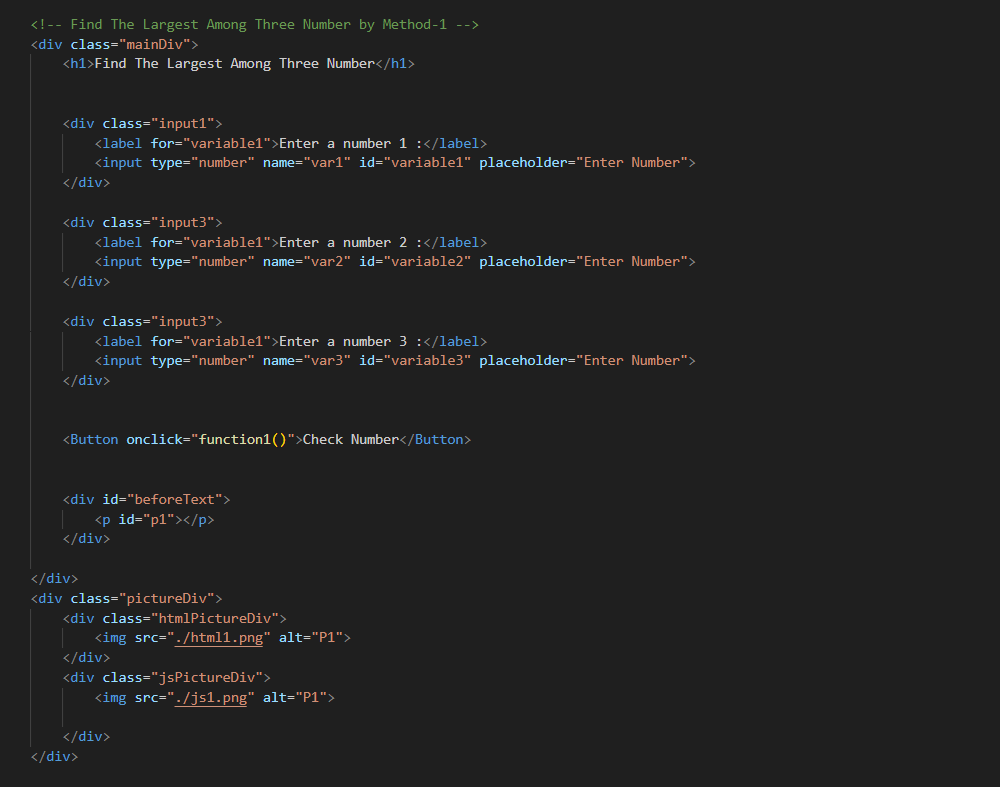 <!-- Find The Largest Among Three Number by Method-1 -->
<div class="mainDiv">
<h1>Find The Largest Among Three Number</h1>
<div class="input1">
<label for="variable1">Enter a number 1 :</label>
<input type="number" name="var1" id="variable1" placeholder="Enter Number">
</div>
<div class="input3">
<label for="variable1">Enter a number 2 :</label>
<input type="number" name="var2" id="variable2" placeholder="Enter Number">
</div>
<div class="input3">
<label for="variable1">Enter a number 3 :</label>
<input type="number" name="var3" id="variable3" placeholder="Enter Number">
</div>
<Button onclick="function1()">Check Number</Button>
<div id="beforeText">
<p id="p1"></p>
</div>
</div>
<div class="pictureDiv">
<div class="htmlPictureDiv">
<img src="./html1.png" alt="P1">
</div>
<div class="jsPictureDiv">
<img src="./js1.png" alt="P1">
</div>
</div>